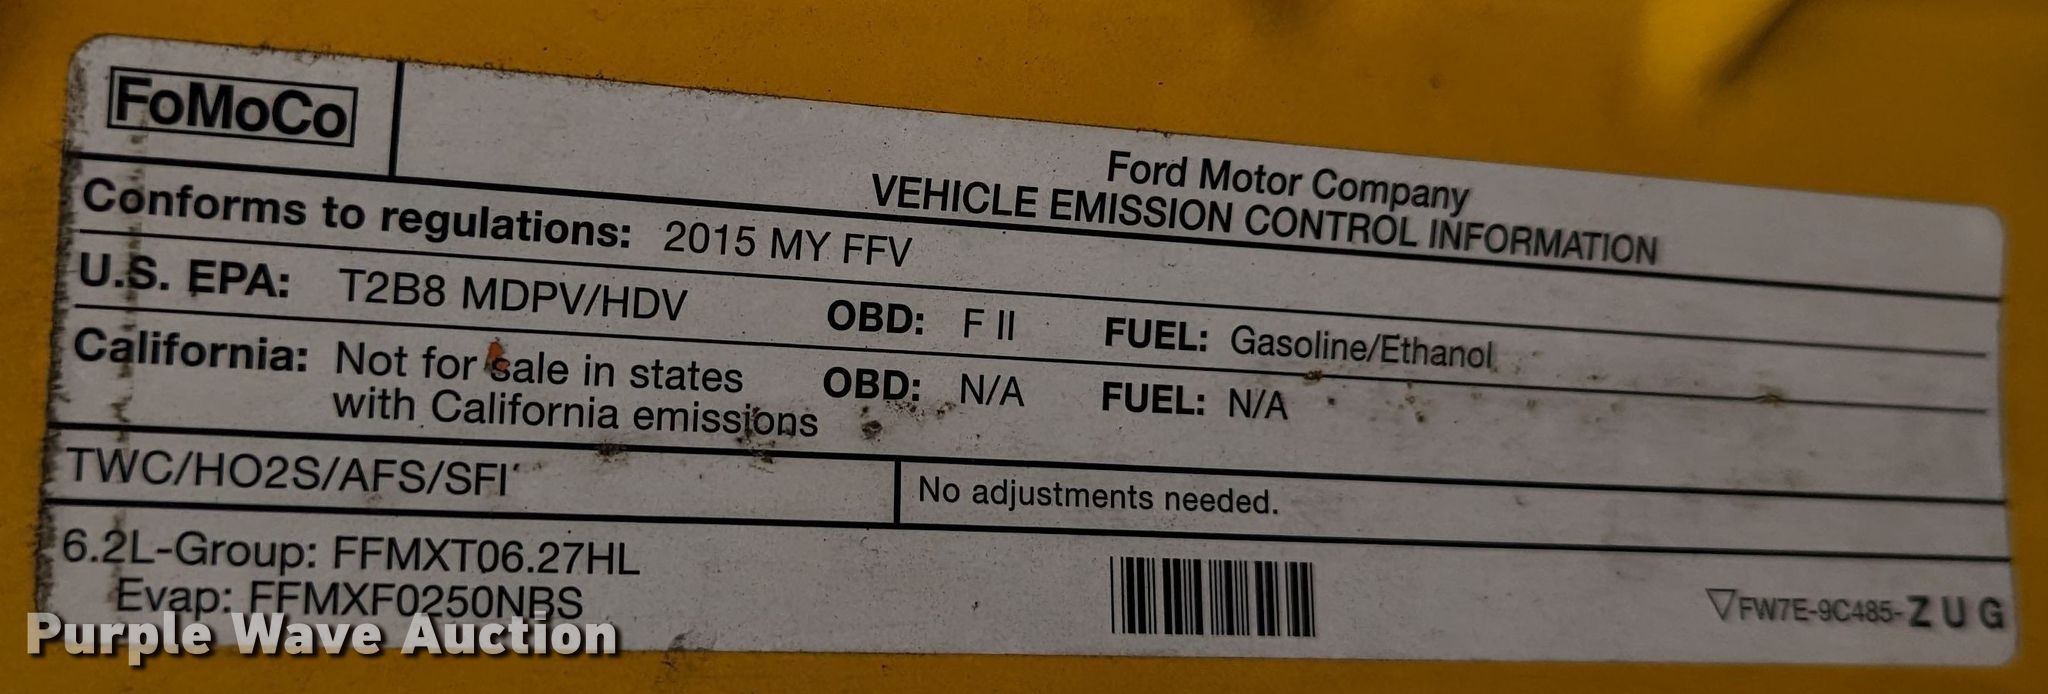 FoMoCo
Ford Motor Company
VEHICLE EMISSION CONTROL INFORMATION
Conforms to regulations: 2015 MY FFV
U.S. EPA: T2B8 MDPV/HDV OBD: F II FUEL: Gasoline/Ethanol
California: Not for sale in states OBD: N/A FUEL: N/A
with California emissions
TWC/HO2S/AFS/SFI
No adjustments needed.
6.2L-Group: FFMXT06.27HL
Evap: FFMXF0250NBS
FW7E-9C485-ZUG
Purple Wave Auction